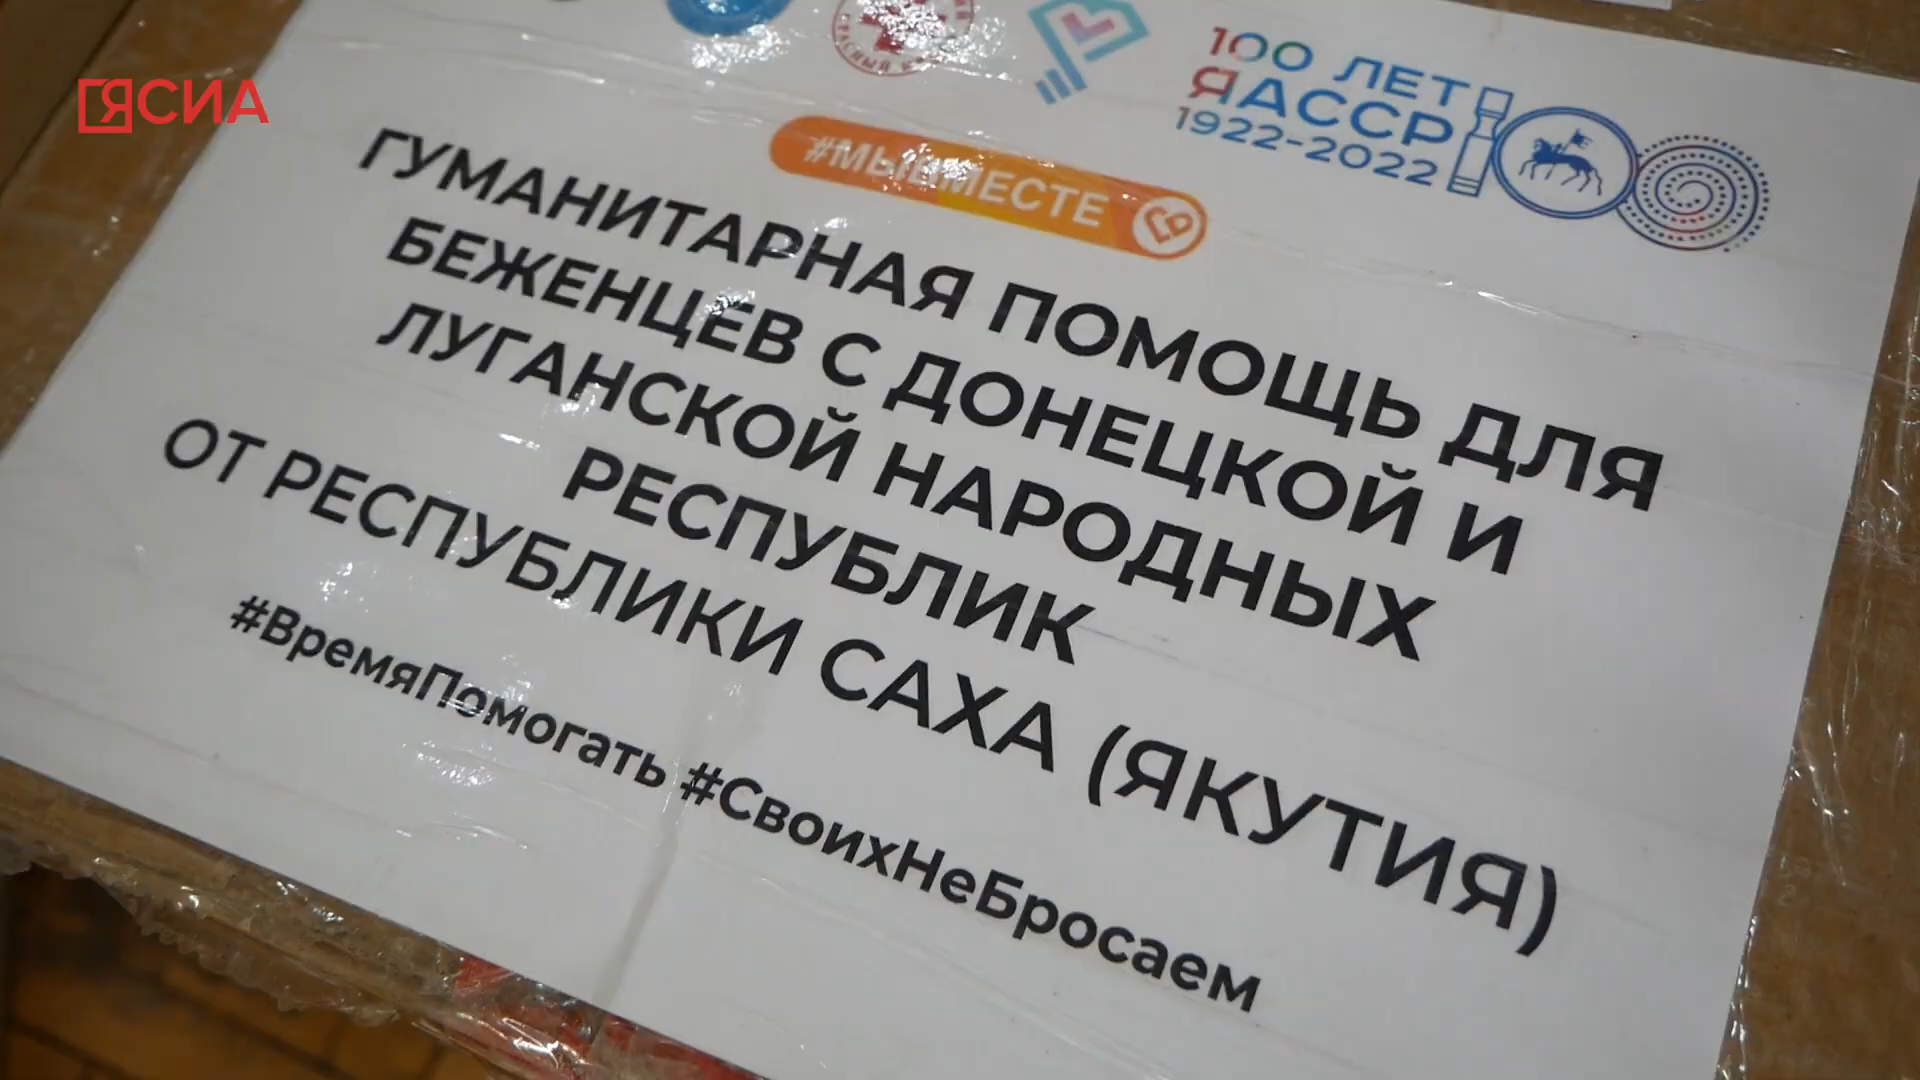 ЯСИА
100 ЛЕТ
ЯАССР
1922-2022
#МЫВМЕСТЕ
ГУМАНИТАРНАЯ ПОМОЩЬ ДЛЯ
БЕЖЕНЦЕВ С ДОНЕЦКОЙ И
ЛУГАНСКОЙ НАРОДНЫХ
РЕСПУБЛИК
ОТ РЕСПУБЛИКИ САХА (ЯКУТИЯ)
#ВремяПомогать #СвоихНеБросаем